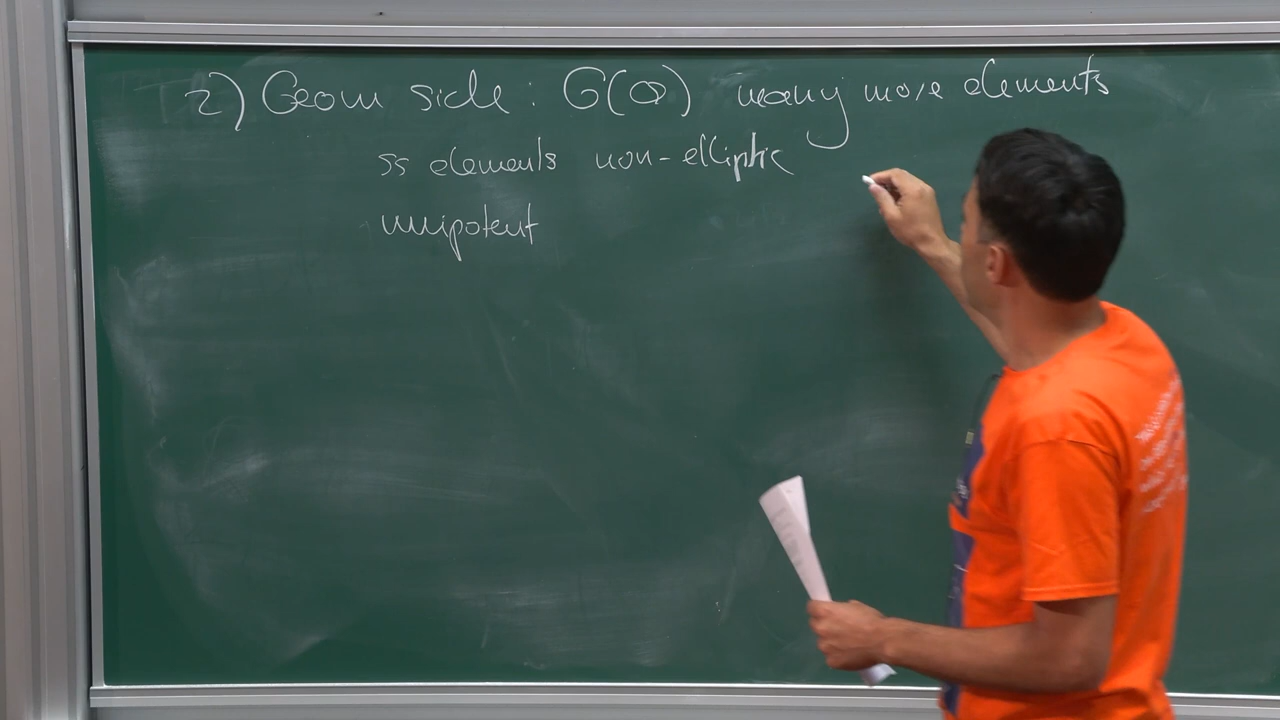 2) Geom side : G(Q) many more elements
ss elements non-elliptic
unipotent